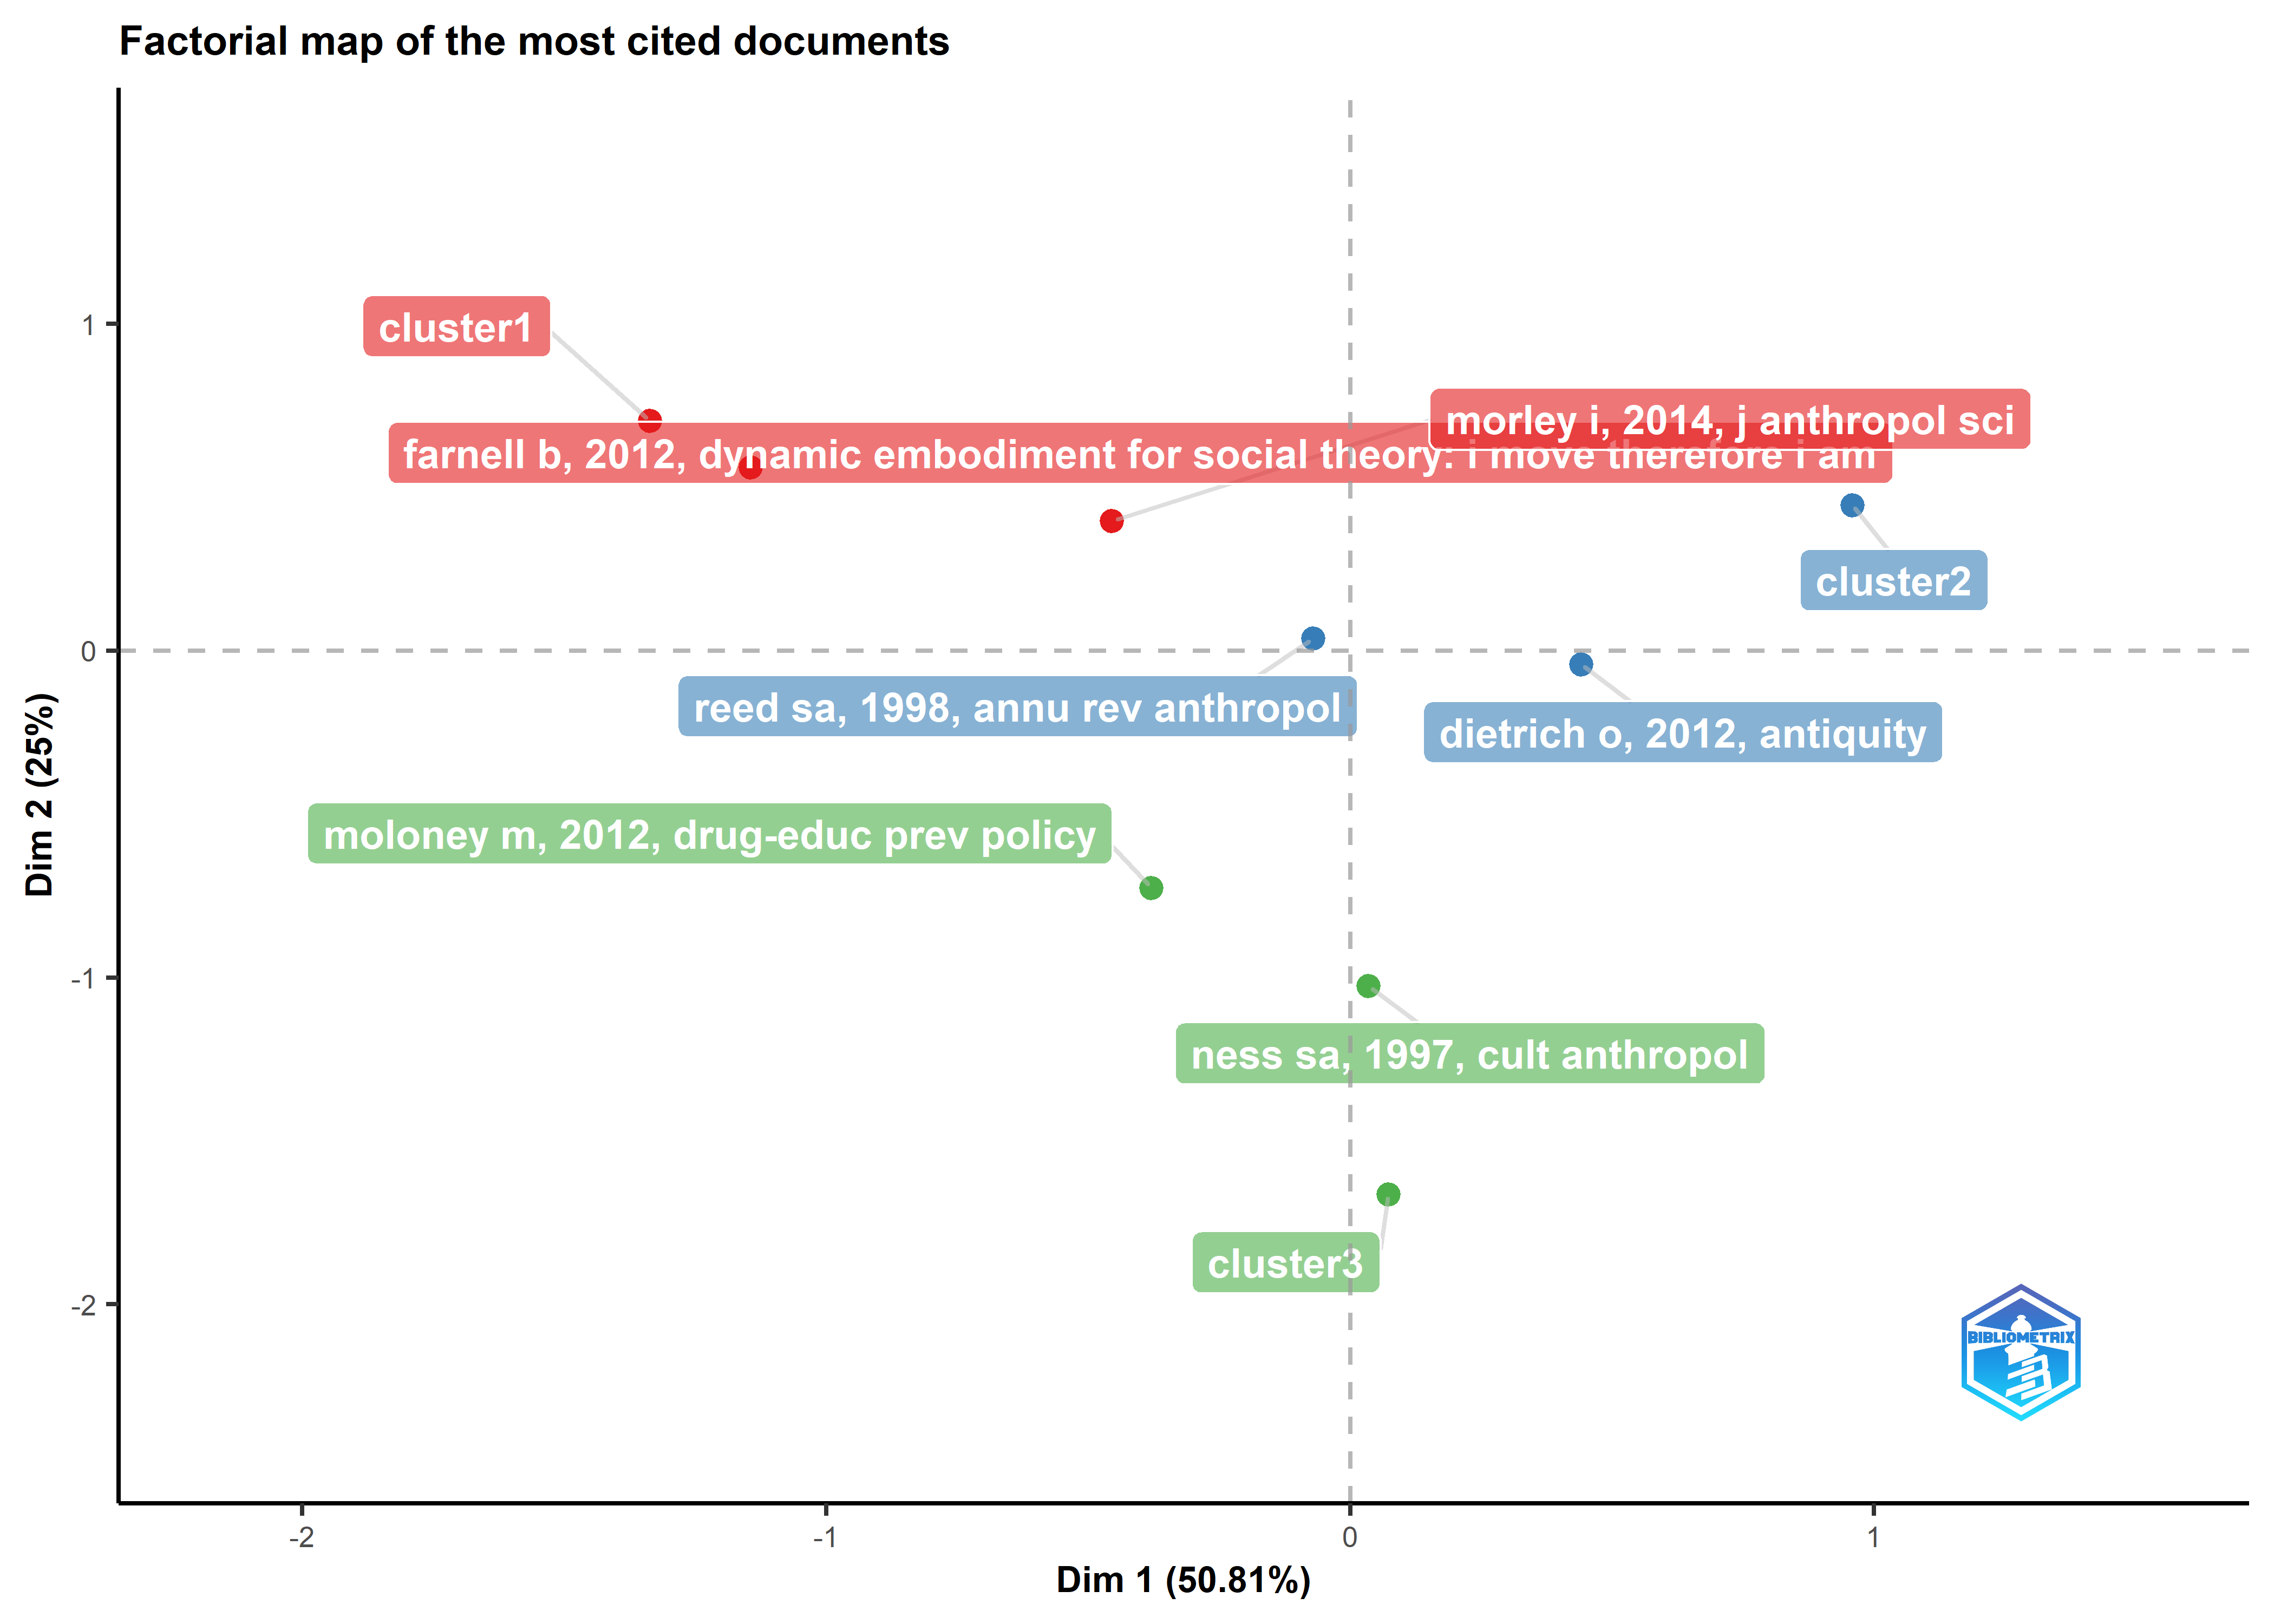 Factorial map of the most cited documents
1
0
-1
-2
Dim 2 (25%)
cluster1
morley i, 2014, j anthropol sci
farnell b, 2012, dynamic embodiment for social theory: i move therefore i am
cluster2
reed sa, 1998, annu rev anthropol
dietrich o, 2012, antiquity
moloney m, 2012, drug-educ prev policy
ness sa, 1997, cult anthropol
cluster3
BIBLIOMETRIX
-2
-1
0
1
Dim 1 (50.81%)